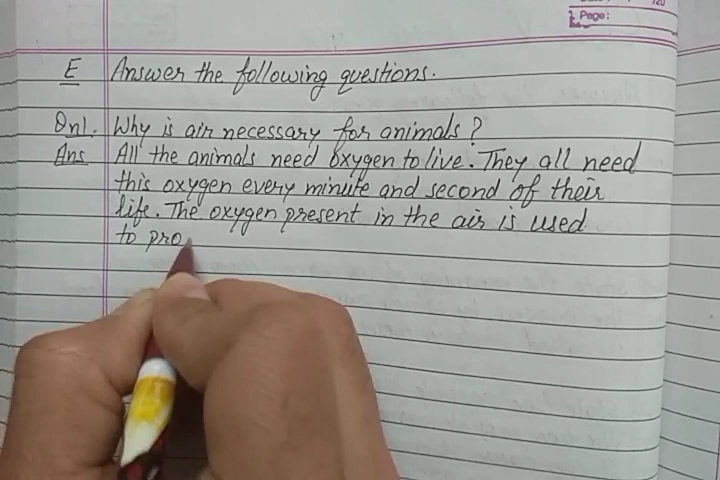 Page:
E Answer the following questions.
Qn1. Why is air necessary for animals?
Ans All the animals need oxygen to live. They all need
this oxygen every minute and second of their
life. The oxygen present in the air is used
to pro